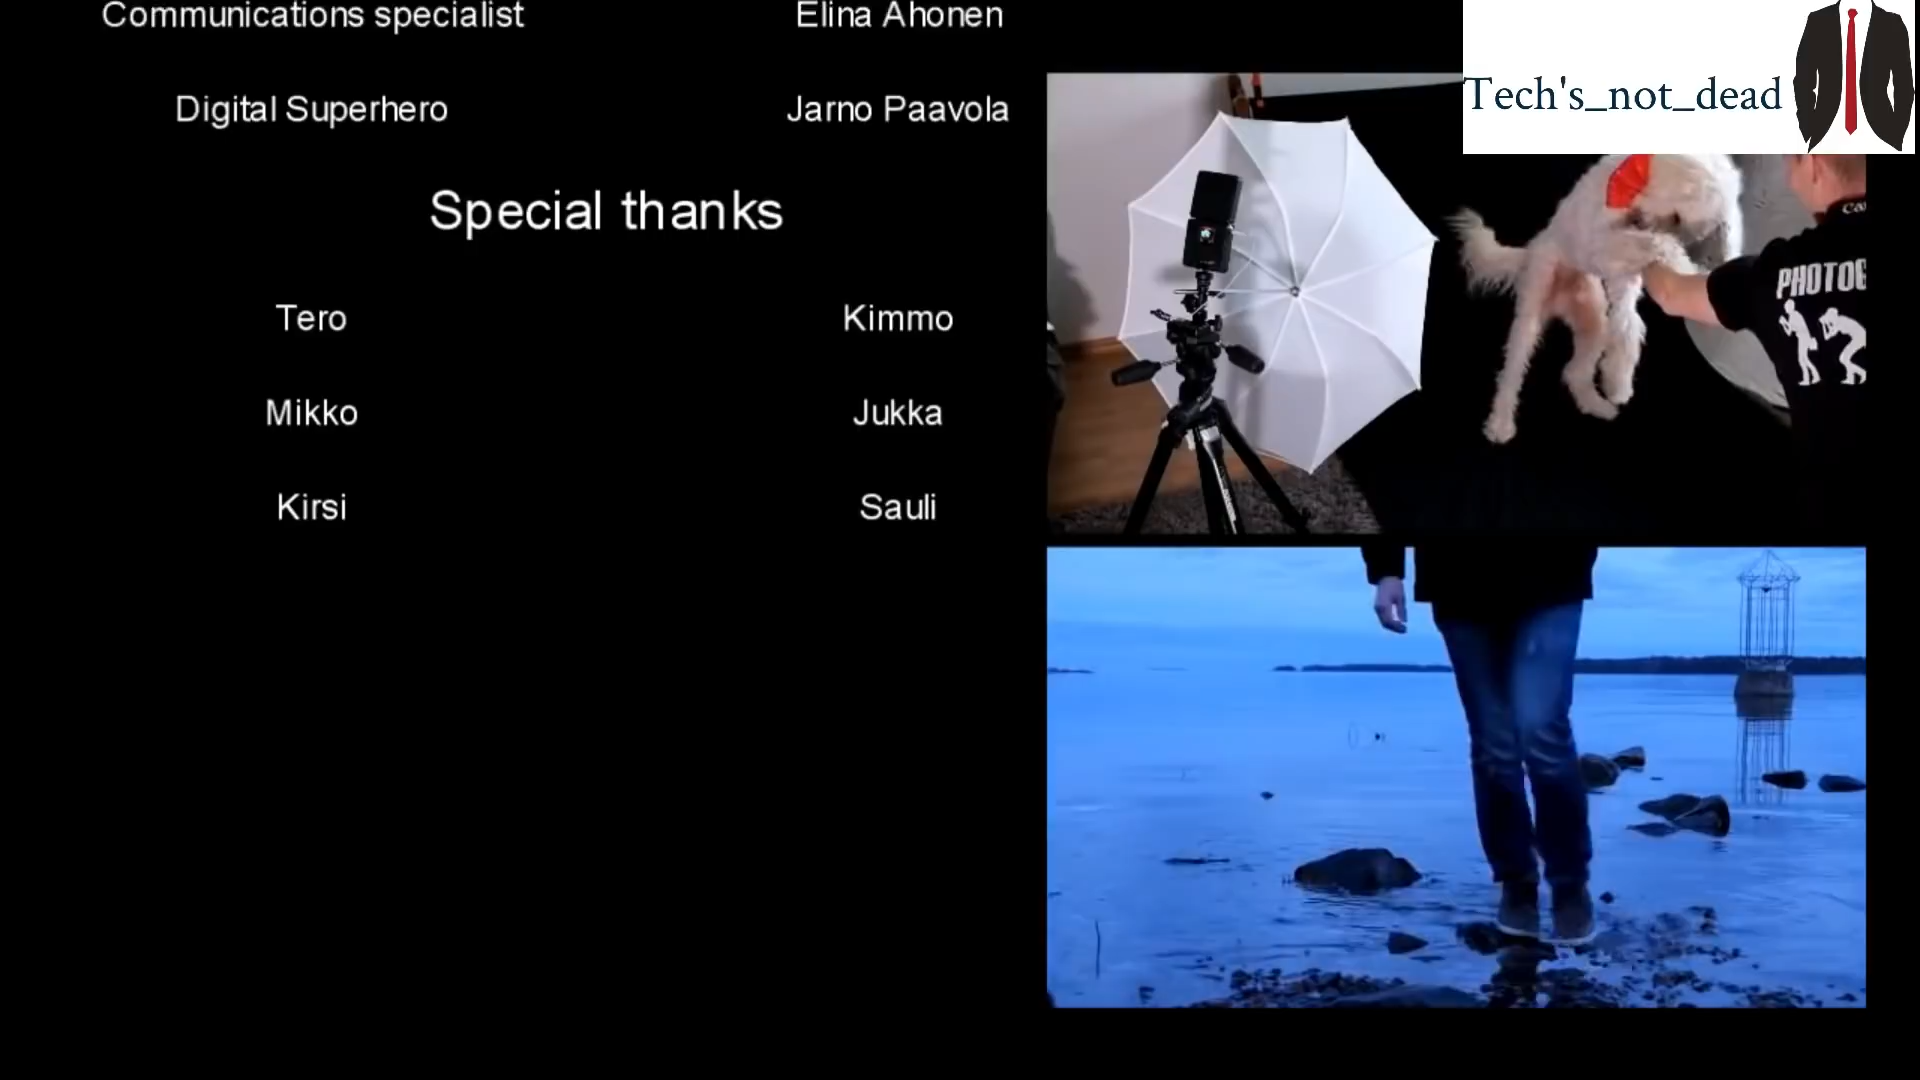 Communications specialist Elina Ahonen
Digital Superhero Jarno Paavola
Special thanks
Tero Kimmo
Mikko Jukka
Kirsi Sauli
Tech's_not_dead
PHOTOG